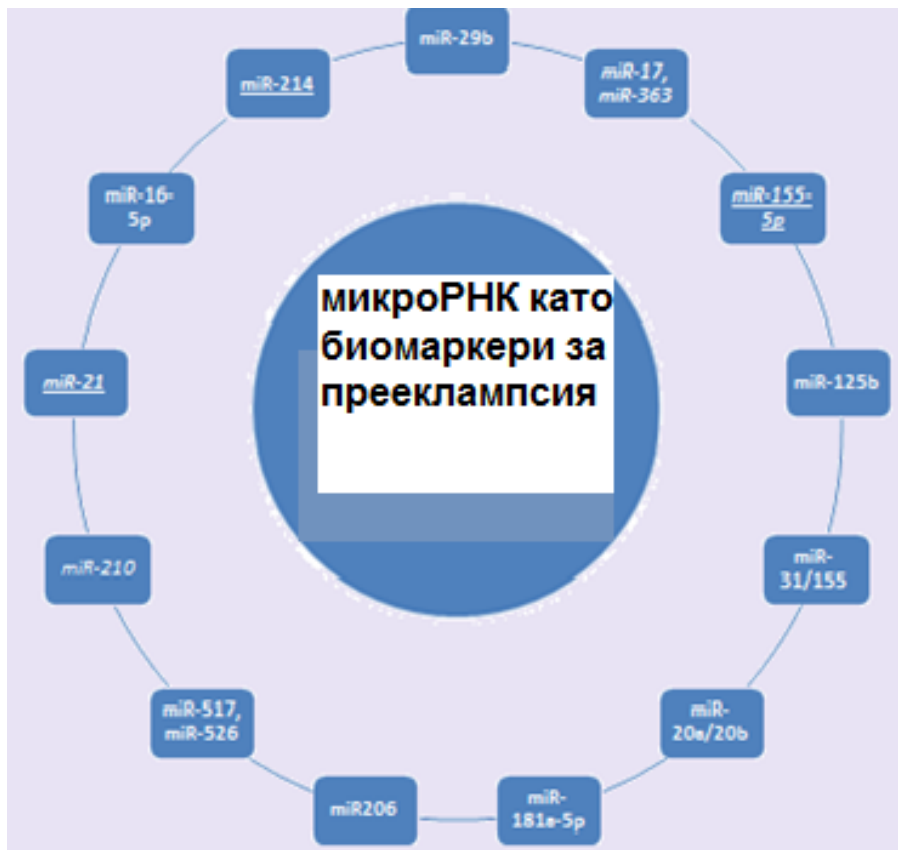 miR-29b
miR-17,
miR-363
miR-155-
5p
miR-125b
miR-
31/155
miR-
20a/20b
miR-
181a-5p
miR206
miR-517,
miR-526
miR-210
miR-21
miR-16-
5p
miR-214
микроРНК като
биомаркери за
прееклампсия